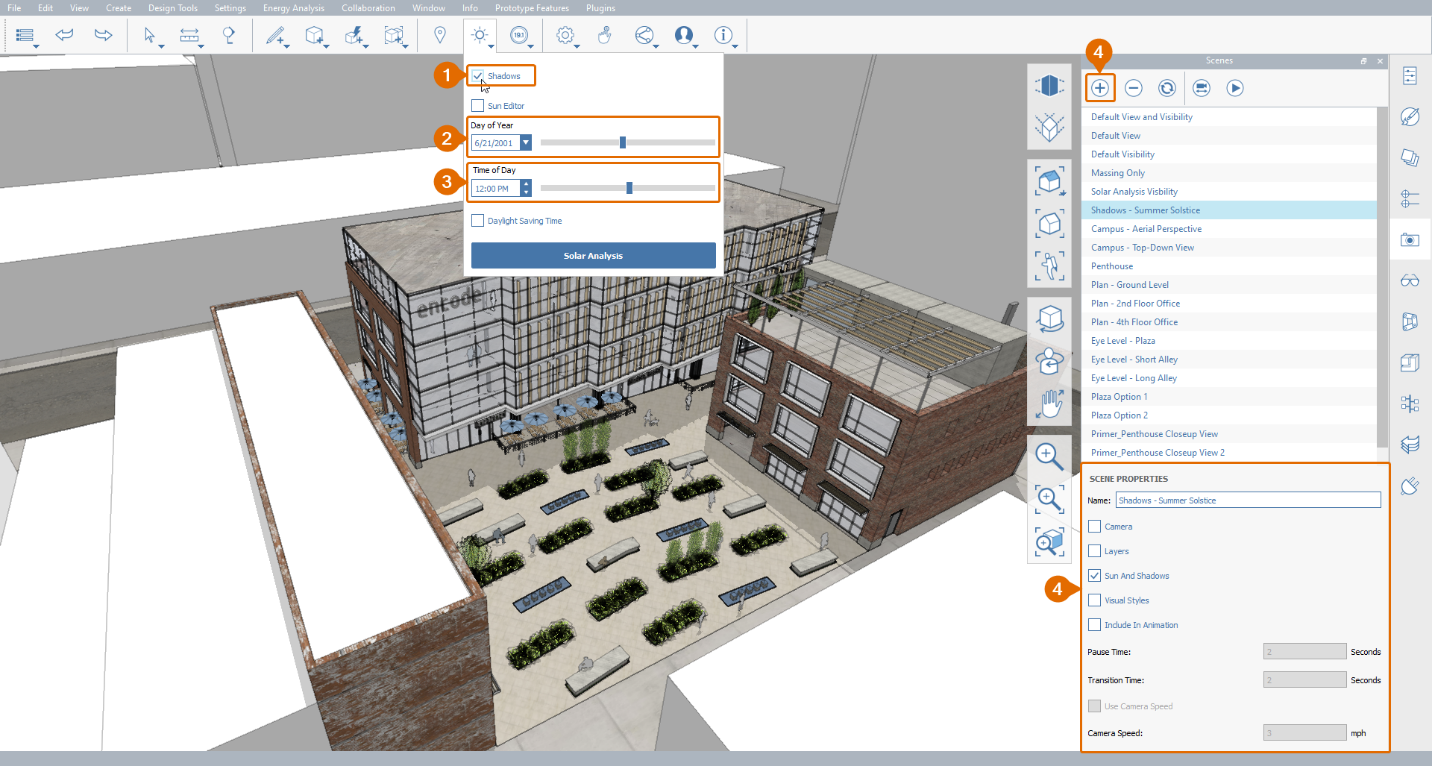 File Edit View Create Design Tools Settings Energy Analysis Collaboration Window Info Prototype Features Plugins
191
4
Scenes
1
Shadows
Sun Editor
2
Day of Year
6/21/2001
3
Time of Day
12:00 PM
Daylight Saving Time
Solar Analysis
encode
Default View and Visibility
Default View
Default Visibility
Massing Only
Solar Analysis Visbility
Shadows - Summer Solstice
Campus - Aerial Perspective
Campus - Top-Down View
Penthouse
Plan - Ground Level
Plan - 2nd Floor Office
Plan - 4th Floor Office
Eye Level - Plaza
Eye Level - Short Alley
Eye Level - Long Alley
Plaza Option 1
Plaza Option 2
Primer_Penthouse Closeup View
Primer_Penthouse Closeup View 2
SCENE PROPERTIES
Name: Shadows - Summer Solstice
Camera
Layers
4
Sun And Shadows
Visual Styles
Include In Animation
Pause Time: 2 Seconds
Transition Time: 2 Seconds
Use Camera Speed
Camera Speed: 3 mph